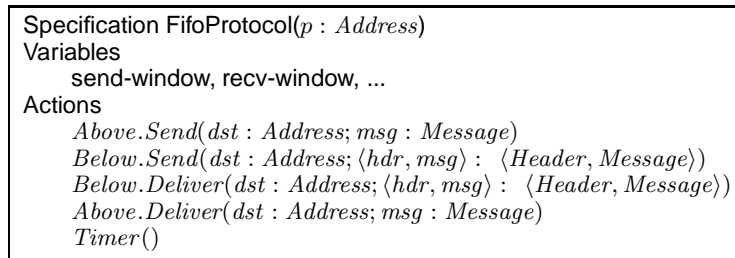 Specification FifoProtocol(p : Address)
Variables
send-window, recv-window, ...
Actions
Above.Send(dst : Address; msg : Message)
Below.Send(dst : Address; ⟨hdr, msg⟩ : ⟨Header, Message⟩)
Below.Deliver(dst : Address; ⟨hdr, msg⟩ : ⟨Header, Message⟩)
Above.Deliver(dst : Address; msg : Message)
Timer()